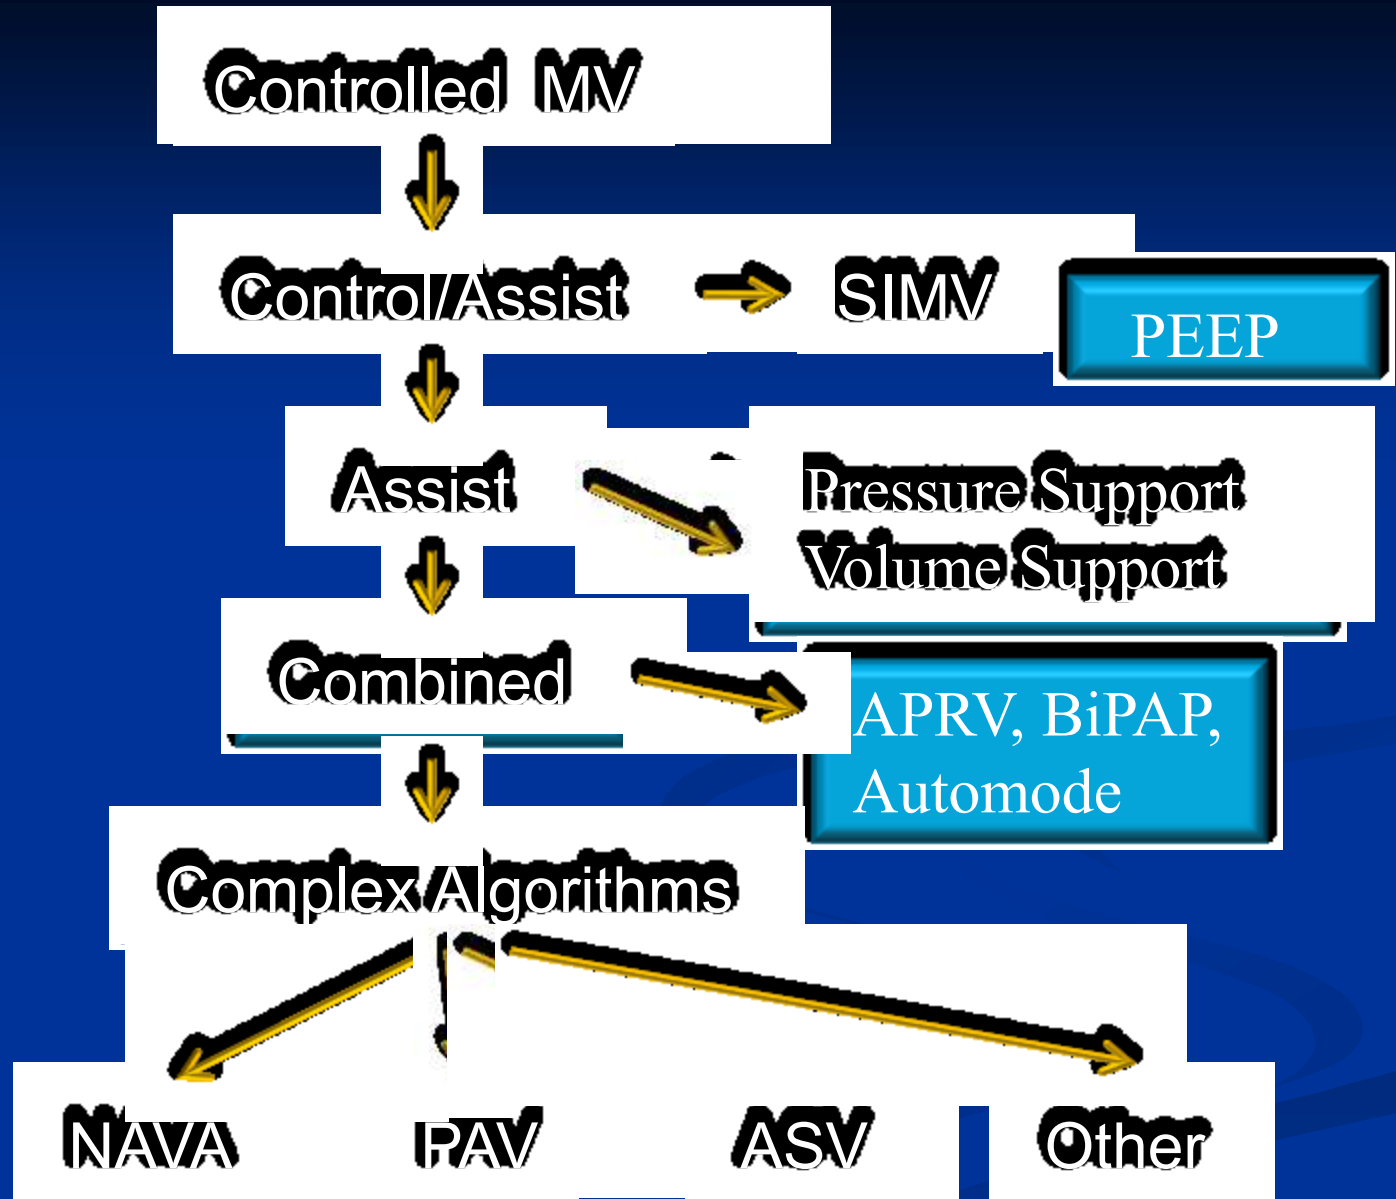 Controlled MV
Control/Assist
SIMV
PEEP
Assist
Pressure Support
Volume Support
Combined
APRV, BiPAP,
Automode
Complex Algorithms
NAVA
PAV
ASV
Other